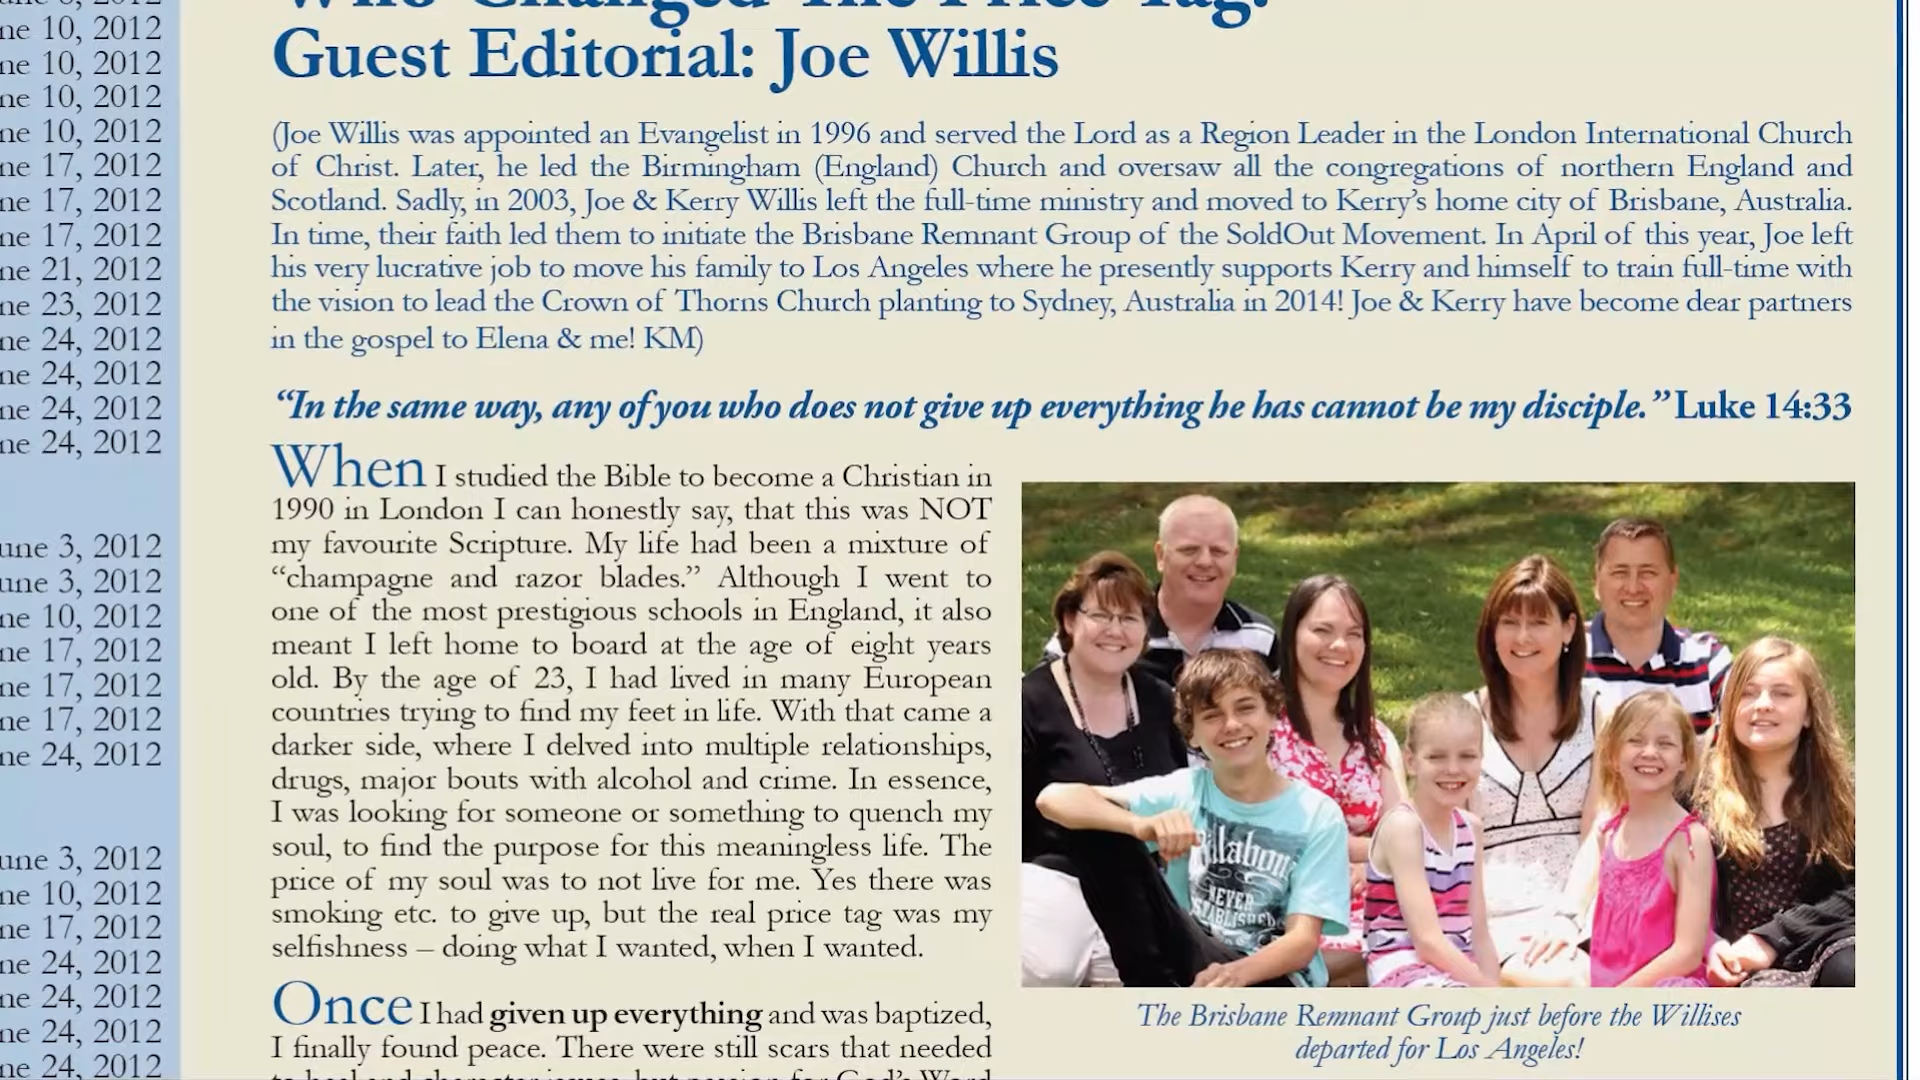 Who Changed The Price Tag?
Guest Editorial: Joe Willis
ne 10, 2012
ne 10, 2012
ne 10, 2012
ne 10, 2012
ne 17, 2012
ne 17, 2012
ne 17, 2012
ne 21, 2012
ne 23, 2012
ne 24, 2012
ne 24, 2012
ne 24, 2012
ne 24, 2012
une 3, 2012
une 3, 2012
ne 10, 2012
ne 17, 2012
ne 17, 2012
ne 17, 2012
ne 24, 2012
une 3, 2012
ne 10, 2012
ne 17, 2012
ne 24, 2012
ne 24, 2012
ne 24, 2012
ne 24, 2012
(Joe Willis was appointed an Evangelist in 1996 and served the Lord as a Region Leader in the London International Church
of Christ. Later, he led the Birmingham (England) Church and oversaw all the congregations of northern England and
Scotland. Sadly, in 2003, Joe & Kerry Willis left the full-time ministry and moved to Kerry's home city of Brisbane, Australia.
In time, their faith led them to initiate the Brisbane Remnant Group of the SoldOut Movement. In April of this year, Joe left
his very lucrative job to move his family to Los Angeles where he presently supports Kerry and himself to train full-time with
the vision to lead the Crown of Thorns Church planting to Sydney, Australia in 2014! Joe & Kerry have become dear partners
in the gospel to Elena & me! KM)
“In the same way, any of you who does not give up everything he has cannot be my disciple.” Luke 14:33
When I studied the Bible to become a Christian in
1990 in London I can honestly say, that this was NOT
my favourite Scripture. My life had been a mixture of
“champagne and razor blades.” Although I went to
one of the most prestigious schools in England, it also
meant I left home to board at the age of eight years
old. By the age of 23, I had lived in many European
countries trying to find my feet in life. With that came a
darker side, where I delved into multiple relationships,
drugs, major bouts with alcohol and crime. In essence,
I was looking for someone or something to quench my
soul, to find the purpose for this meaningless life. The
price of my soul was to not live for me. Yes there was
smoking etc. to give up, but the real price tag was my
selfishness – doing what I wanted, when I wanted.
Once I had given up everything and was baptized,
I finally found peace. There were still scars that needed
Billabong
NEVER
ESTABLISHED
The Brisbane Remnant Group just before the Willises
departed for Los Angeles!